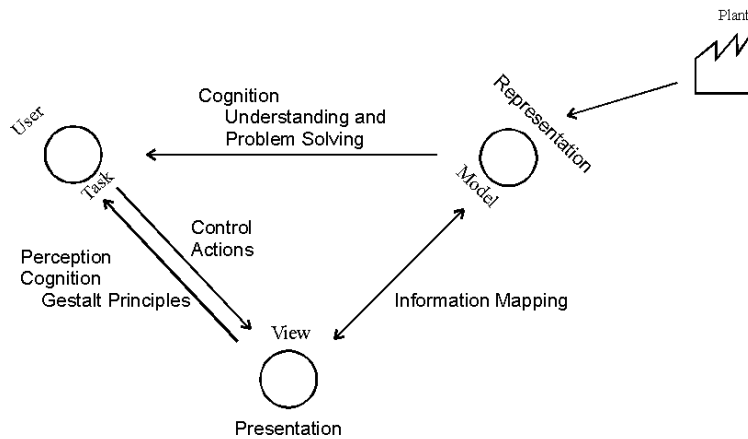 Plant
Representation
Cognition
Understanding and
Problem Solving
User
Task
Model
Control
Actions
Perception
Cognition
Gestalt Principles
Information Mapping
View
Presentation